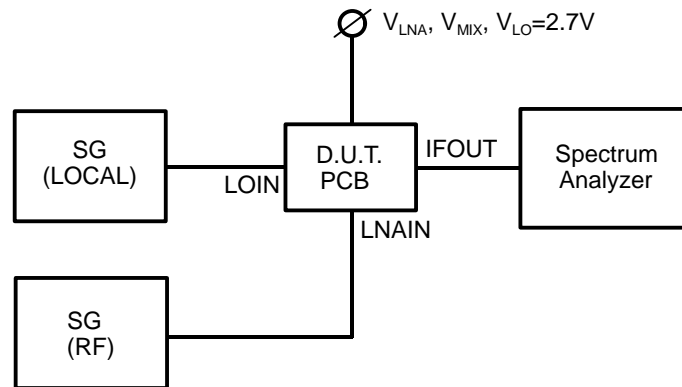 V_LNA, V_MIX, V_LO=2.7V
SG
(LOCAL)
LOIN
D.U.T.
PCB
IFOUT
Spectrum
Analyzer
LNAIN
SG
(RF)